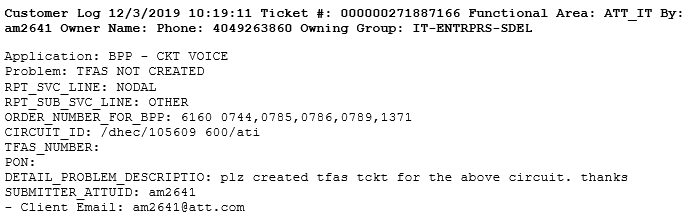 Customer Log 12/3/2019 10:19:11 Ticket #: 000000271887166 Functional Area: ATT_IT By:
am2641 Owner Name: Phone: 4049263860 Owning Group: IT-ENTRPRS-SDEL
Application: BPP - CKT VOICE
Problem: TFAS NOT CREATED
RPT_SVC_LINE: NODAL
RPT_SUB_SVC_LINE: OTHER
ORDER_NUMBER_FOR_BPP: 6160 0744,0785,0786,0789,1371
CIRCUIT_ID: /dhec/105609 600/ati
TFAS_NUMBER:
PON:
DETAIL_PROBLEM_DESCRIPTIO: plz created tfas tckt for the above circuit. thanks
SUBMITTER_ATTUID: am2641
- Client Email: am2641@att.com